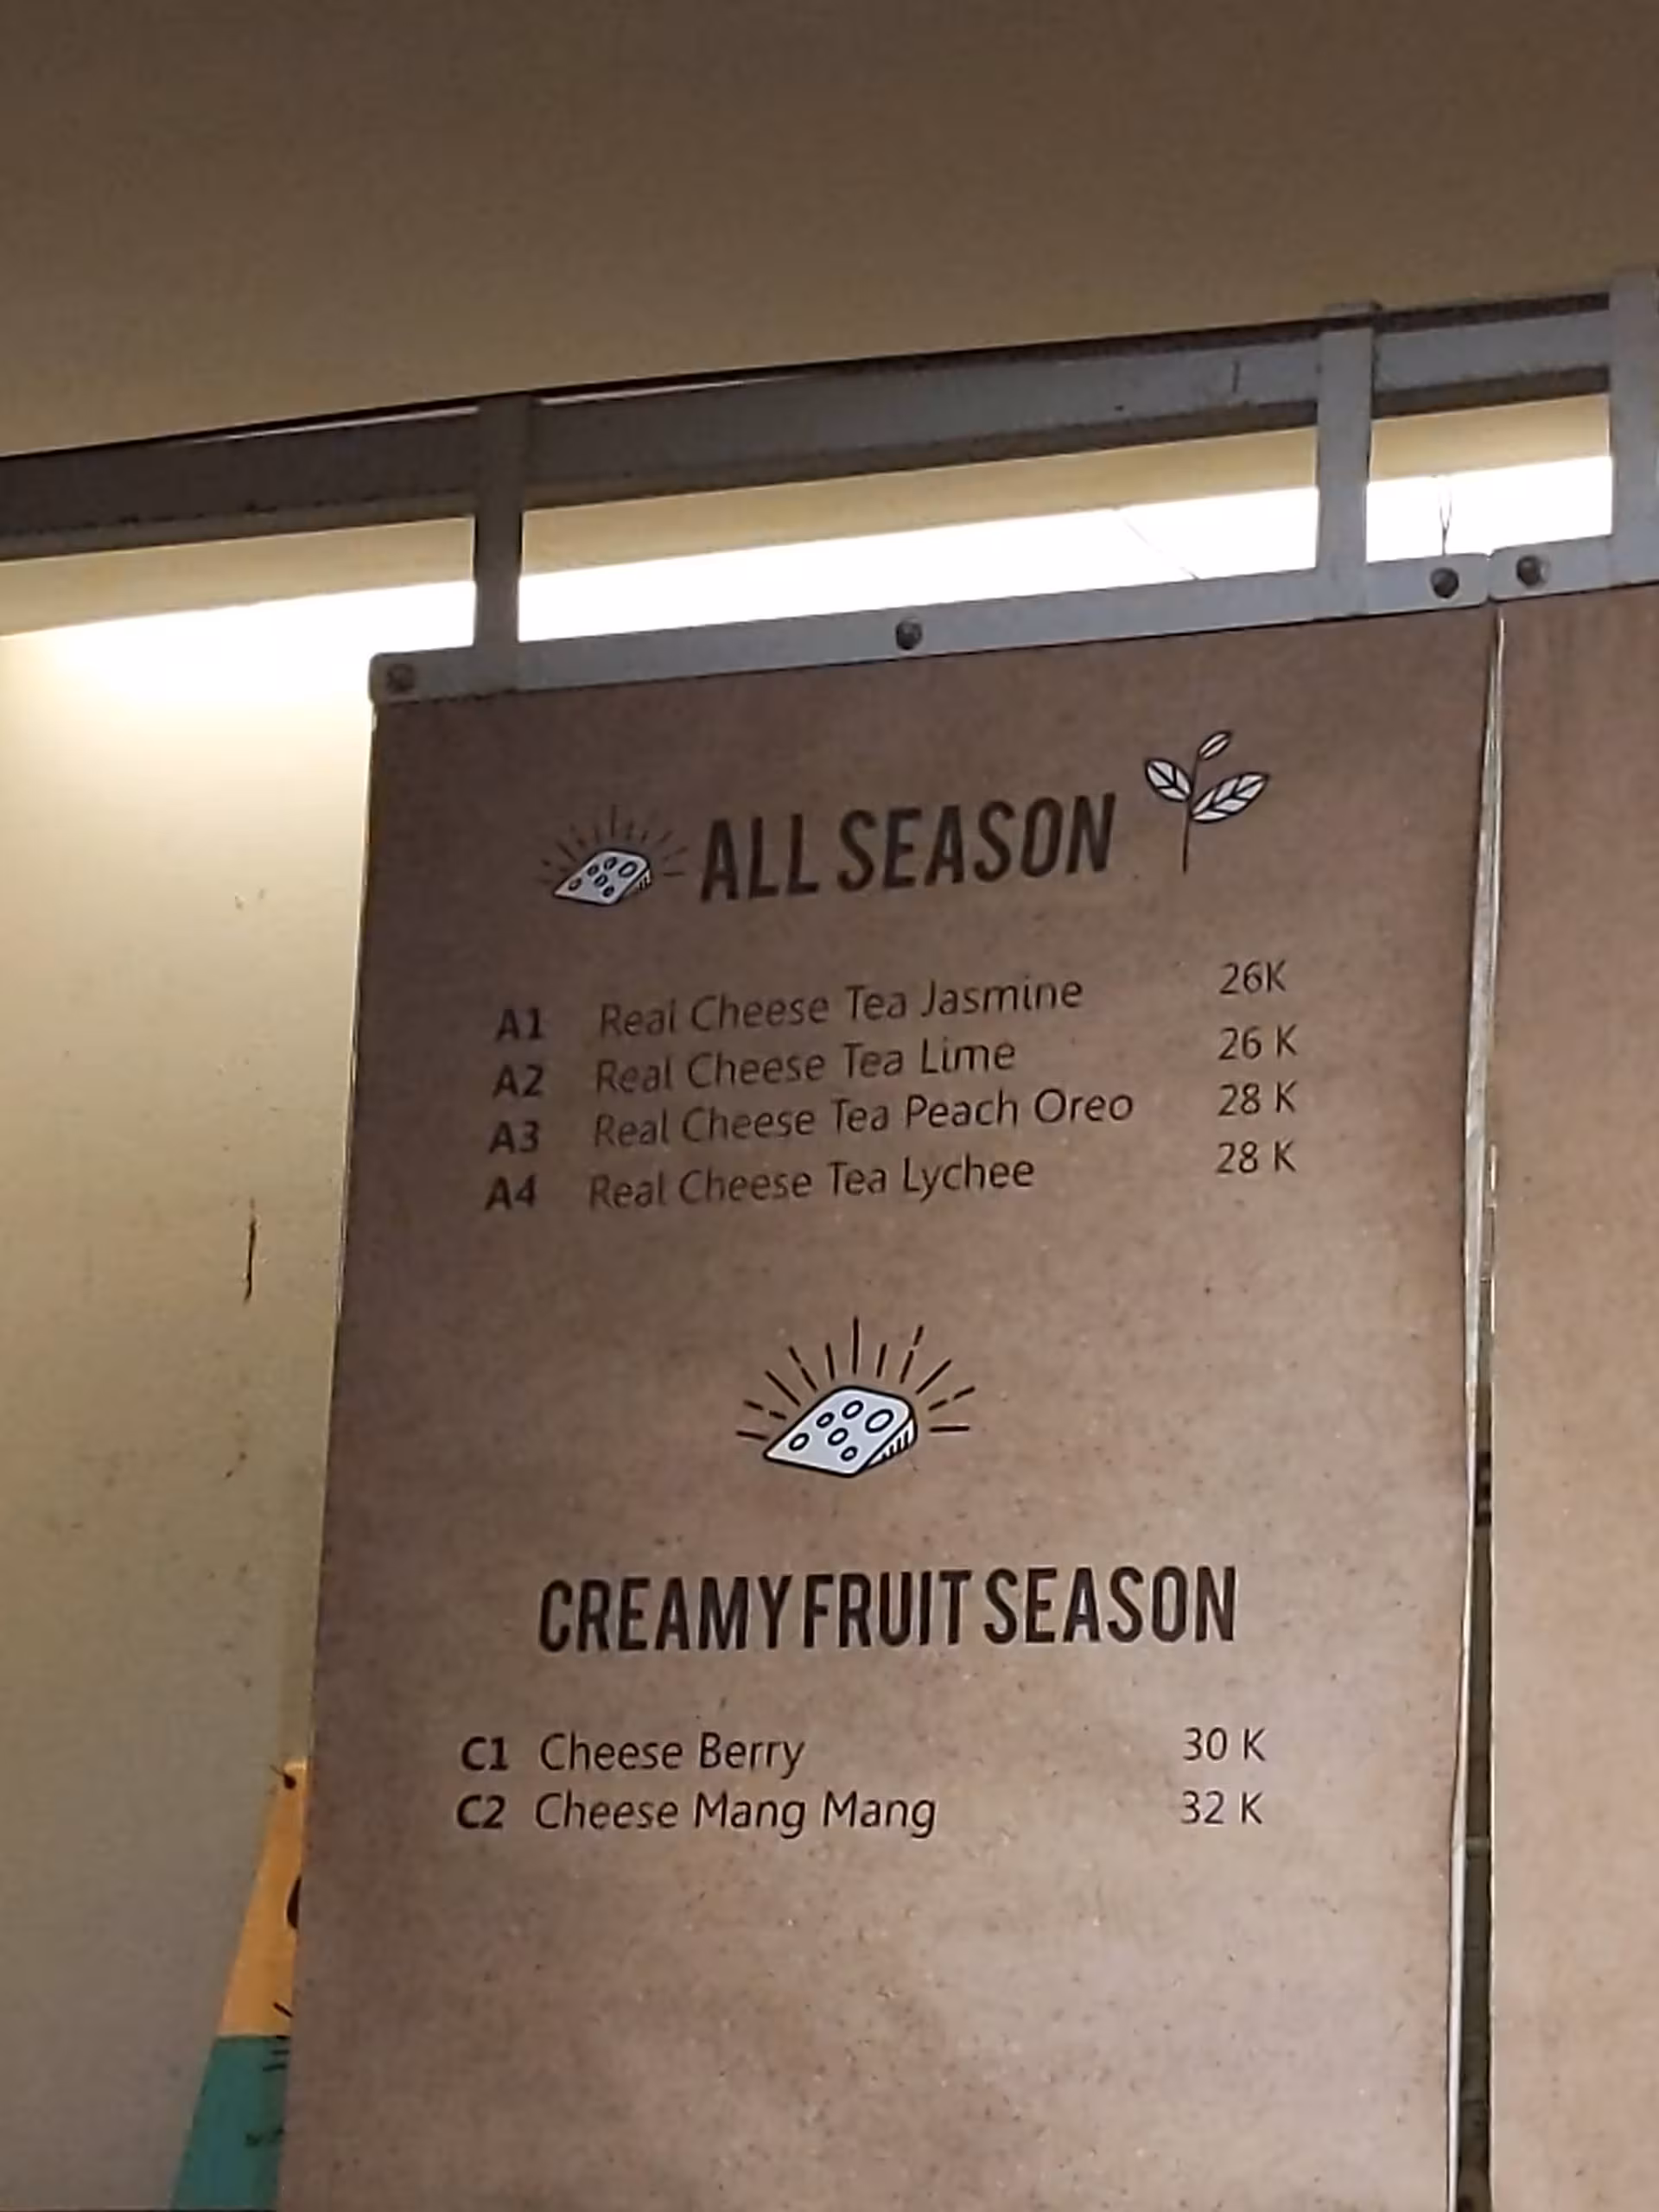 ALL SEASON
A1 Real Cheese Tea Jasmine 26K
A2 Real Cheese Tea Lime 26 K
A3 Real Cheese Tea Peach Oreo 28 K
A4 Real Cheese Tea Lychee 28 K
CREAMY FRUIT SEASON
C1 Cheese Berry 30 K
C2 Cheese Mang Mang 32 K